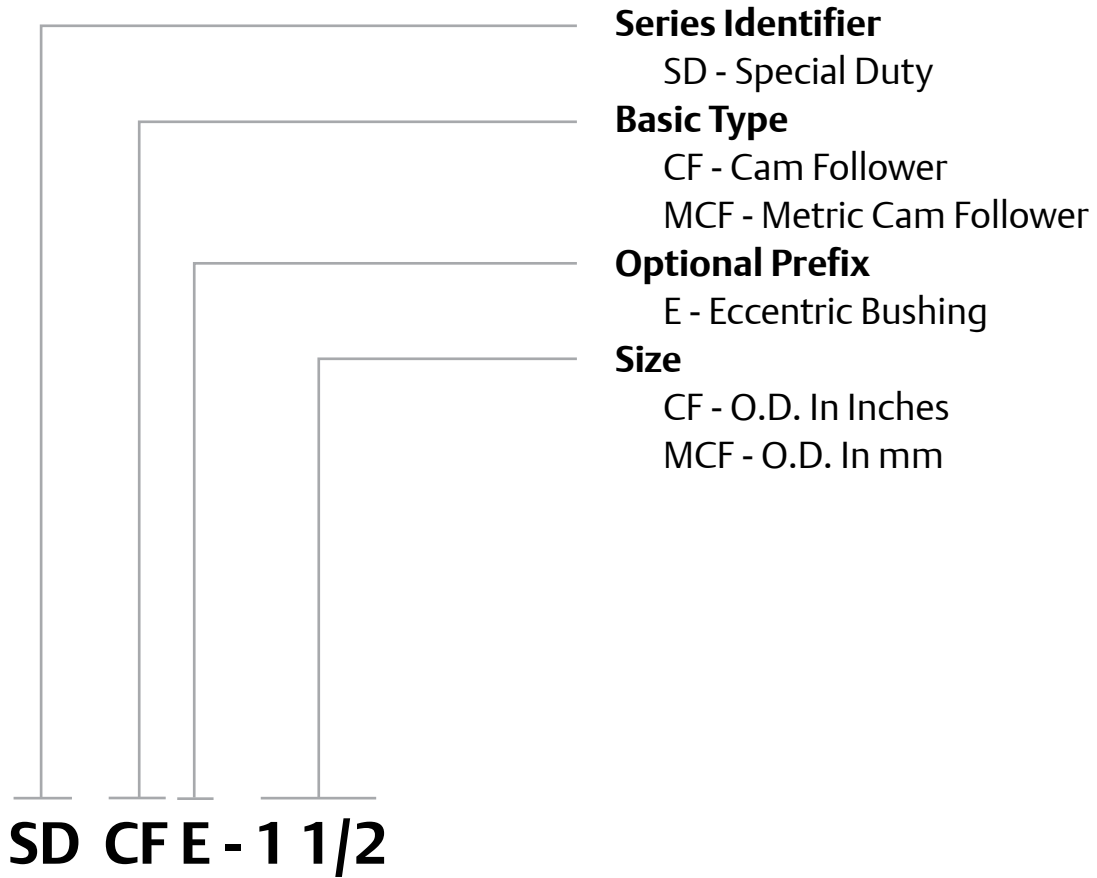 Series Identifier
SD - Special Duty
Basic Type
CF - Cam Follower
MCF - Metric Cam Follower
Optional Prefix
E - Eccentric Bushing
Size
CF - O.D. In Inches
MCF - O.D. In mm
SD CF E - 1 1/2